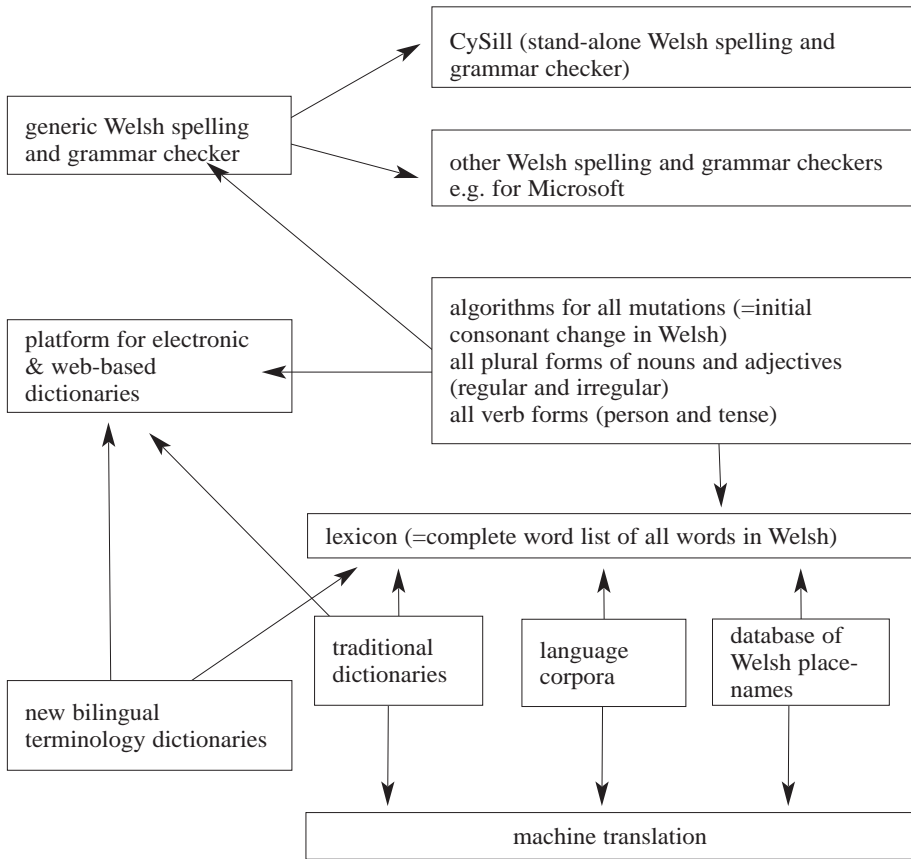 CySill (stand-alone Welsh spelling and
grammar checker)
generic Welsh spelling
and grammar checker
other Welsh spelling and grammar checkers
e.g. for Microsoft
algorithms for all mutations (=initial
consonant change in Welsh)
all plural forms of nouns and adjectives
(regular and irregular)
all verb forms (person and tense)
platform for electronic
& web-based
dictionaries
lexicon (=complete word list of all words in Welsh)
traditional
dictionaries
language
corpora
database of
Welsh place-
names
new bilingual
terminology dictionaries
machine translation